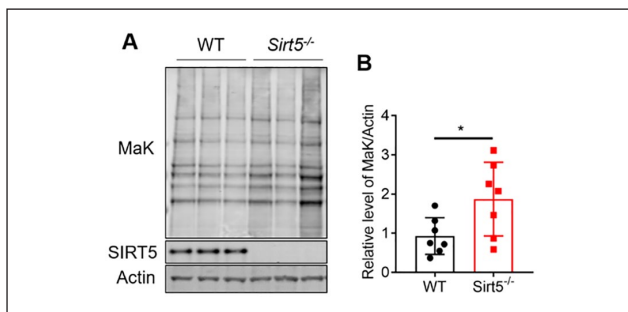 A
WT Sirt5-/-
MaK
SIRT5
Actin
B
Relative level of MaK/Actin
4
3
2
1
0
*
WT Sirt5-/-